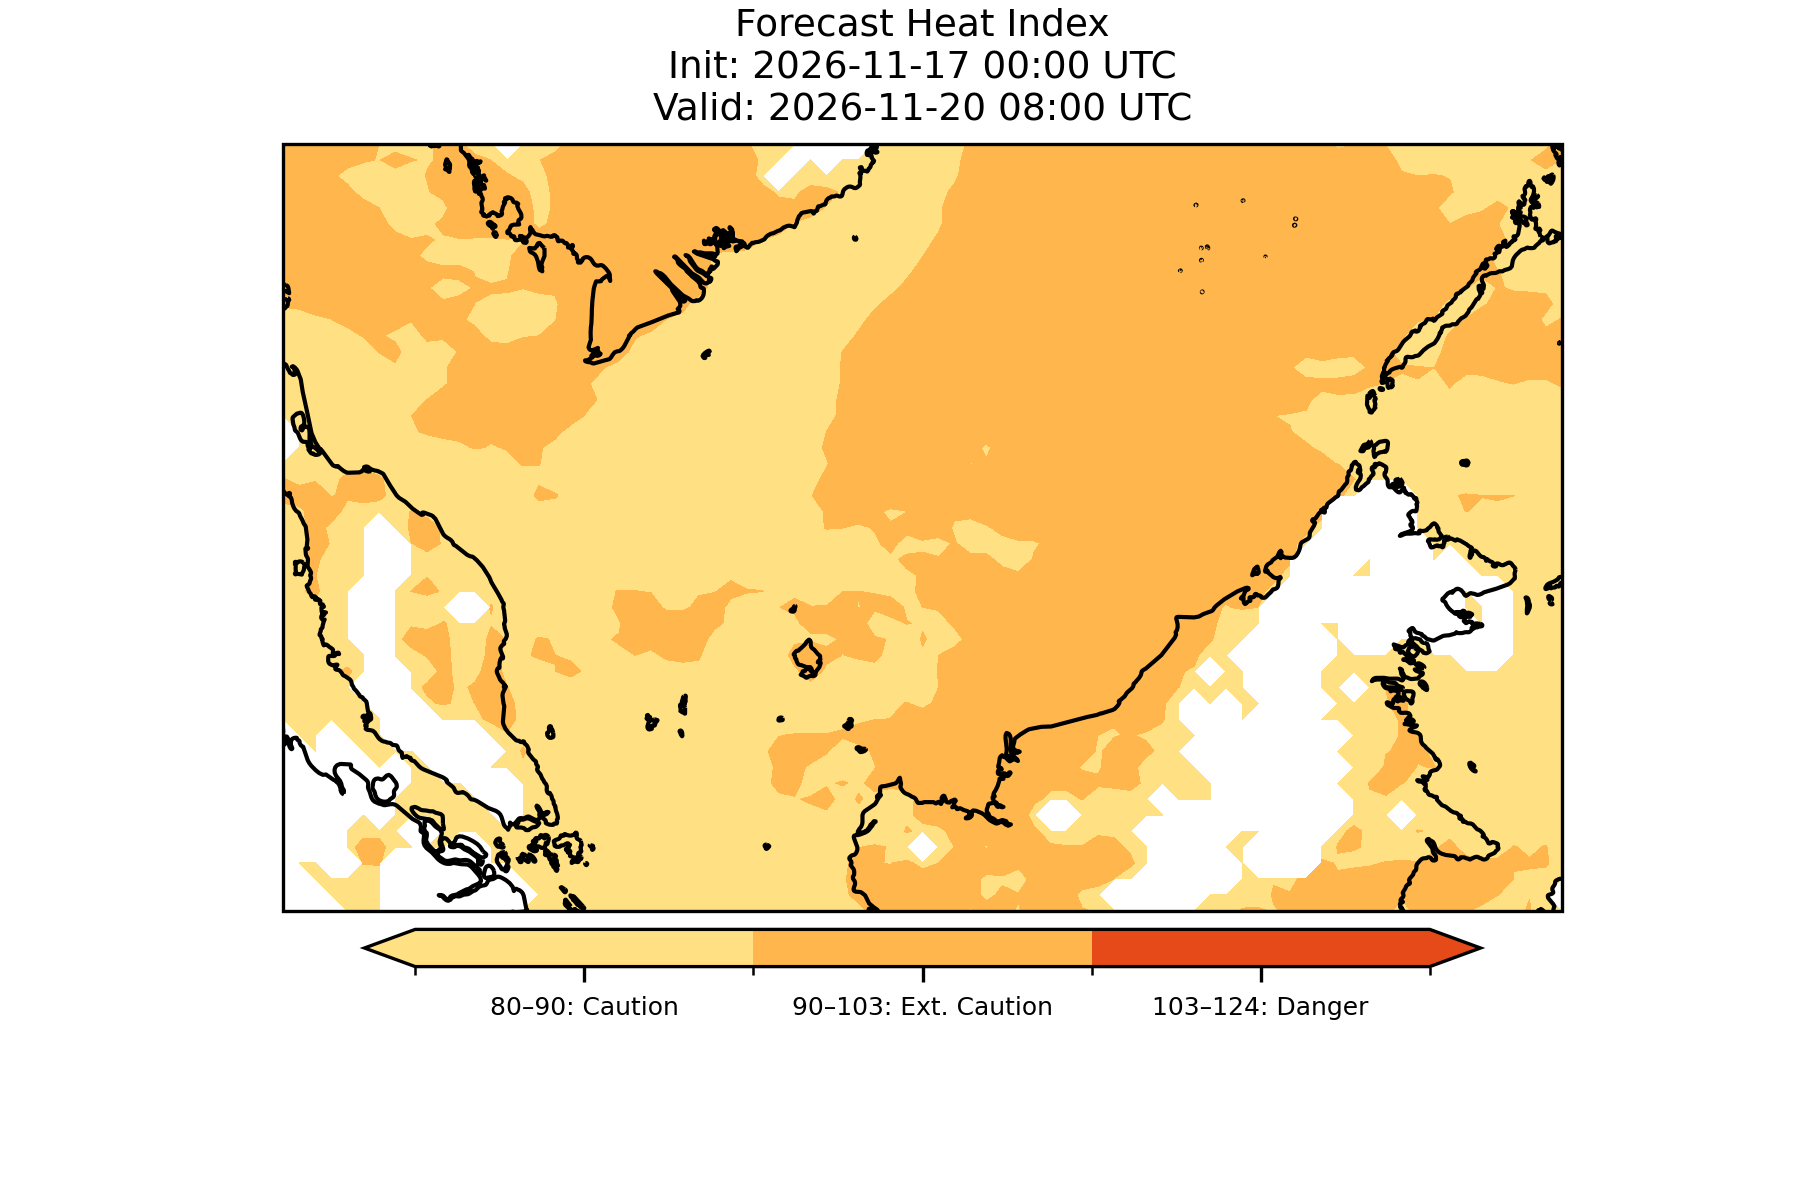 Forecast Heat Index
Init: 2026-11-17 00:00 UTC
Valid: 2026-11-20 08:00 UTC
80–90: Caution
90–103: Ext. Caution
103–124: Danger